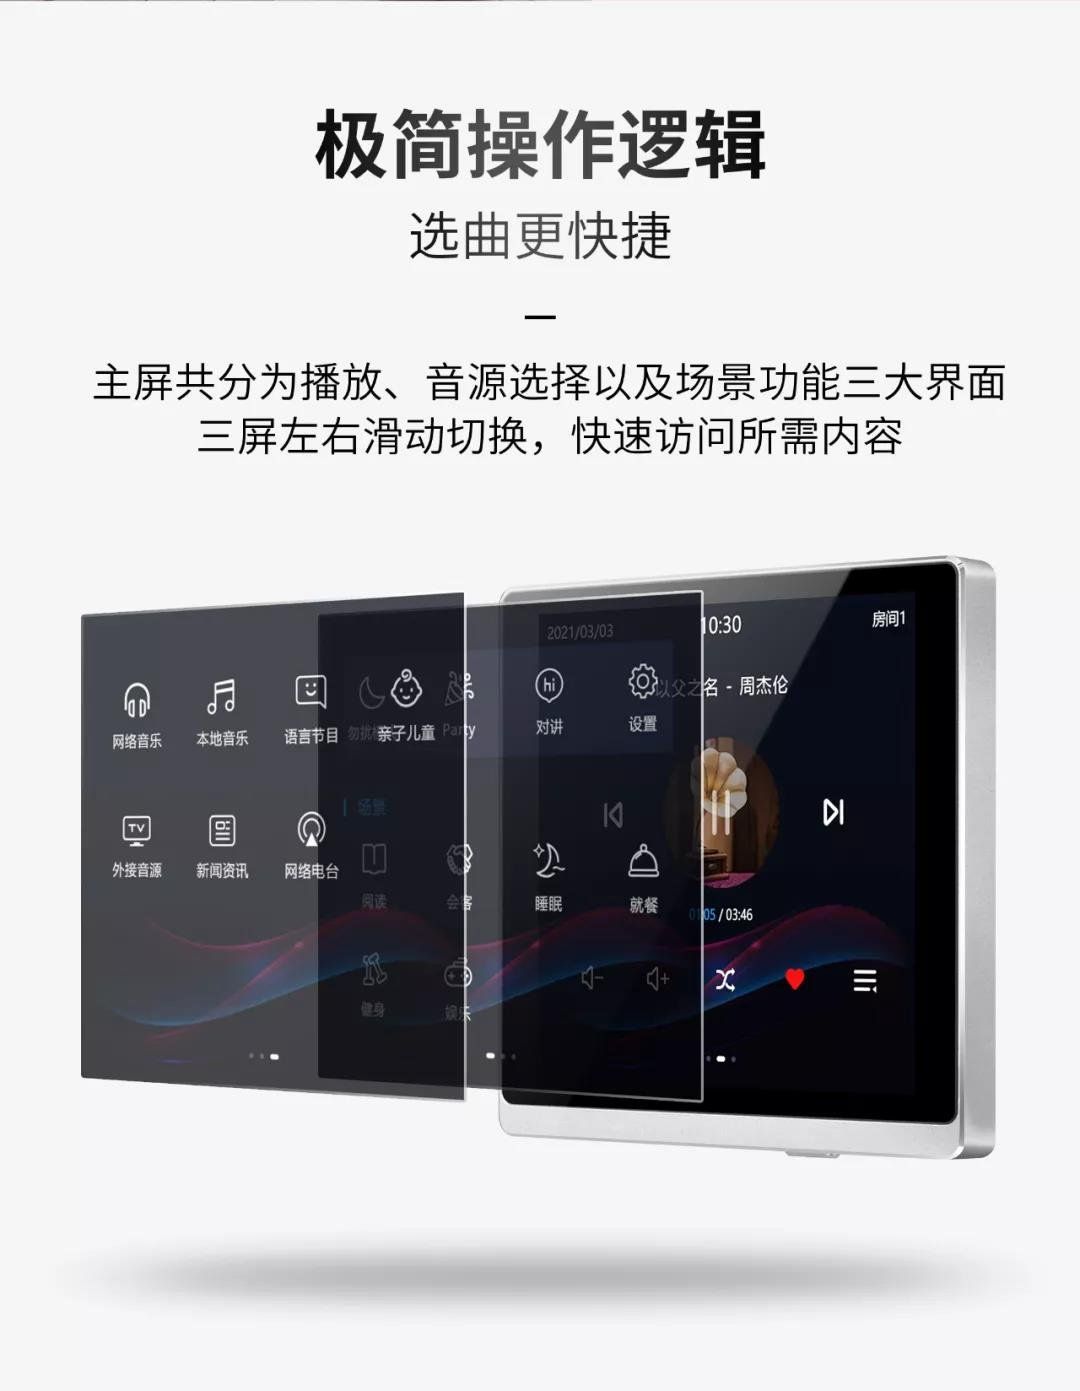 极简操作逻辑
选曲更快捷
主屏共分为播放、音源选择以及场景功能三大界面
三屏左右滑动切换，快速访问所需内容
网络音乐
本地音乐
语言节目
亲子儿童
外接音源
新闻资讯
网络电台
勿扰
Party
对讲
设置
场景
阅读
会客
睡眠
就餐
健身
娱乐
2021/03/03
10:30
房间1
以父之名 - 周杰伦
01:05 / 03:46
hi
TV